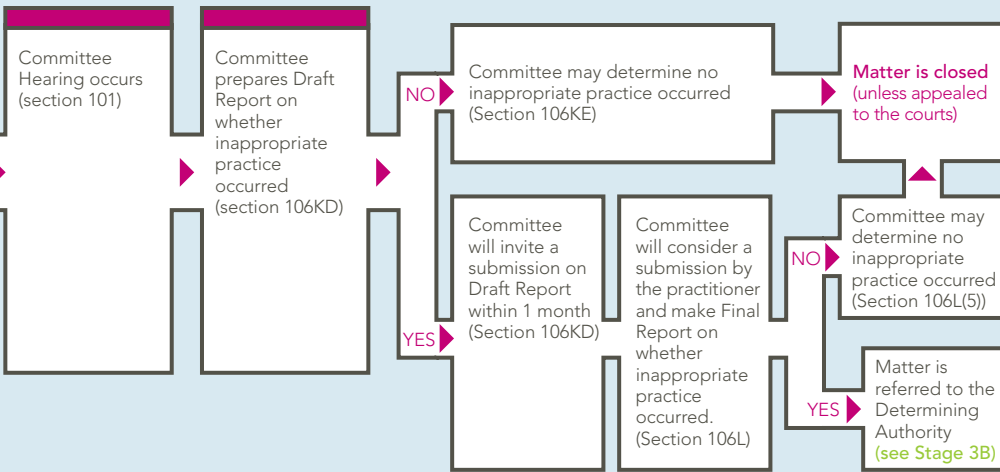 Committee
Hearing occurs
(section 101)
Committee
prepares Draft
Report on
whether
inappropriate
practice
occurred
(section 106KD)
NO
Committee may determine no
inappropriate practice occurred
(Section 106KE)
Matter is closed
(unless appealed
to the courts)
YES
Committee
will invite a
submission on
Draft Report
within 1 month
(Section 106KD)
Committee
will consider a
submission by
the practitioner
and make Final
Report on
whether
inappropriate
practice
occurred.
(Section 106L)
NO
Committee may
determine no
inappropriate
practice occurred
(Section 106L(5))
YES
Matter is
referred to the
Determining
Authority
(see Stage 3B)